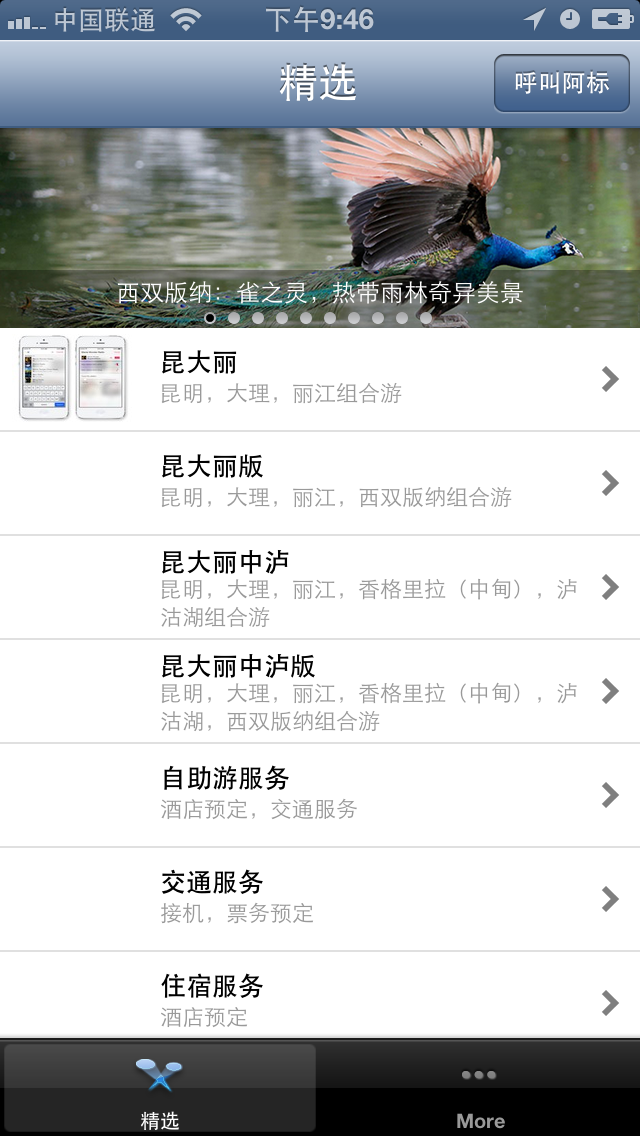 中国联通 下午9:46
精选
呼叫阿标
西双版纳：雀之灵，热带雨林奇异美景
昆大丽
昆明，大理，丽江组合游
昆大丽版
昆明，大理，丽江，西双版纳组合游
昆大丽中泸
昆明，大理，丽江，香格里拉（中甸），泸
沽湖组合游
昆大丽中泸版
昆明，大理，丽江，香格里拉（中甸），泸
沽湖，西双版纳组合游
自助游服务
酒店预定，交通服务
交通服务
接机，票务预定
住宿服务
酒店预定
精选
More